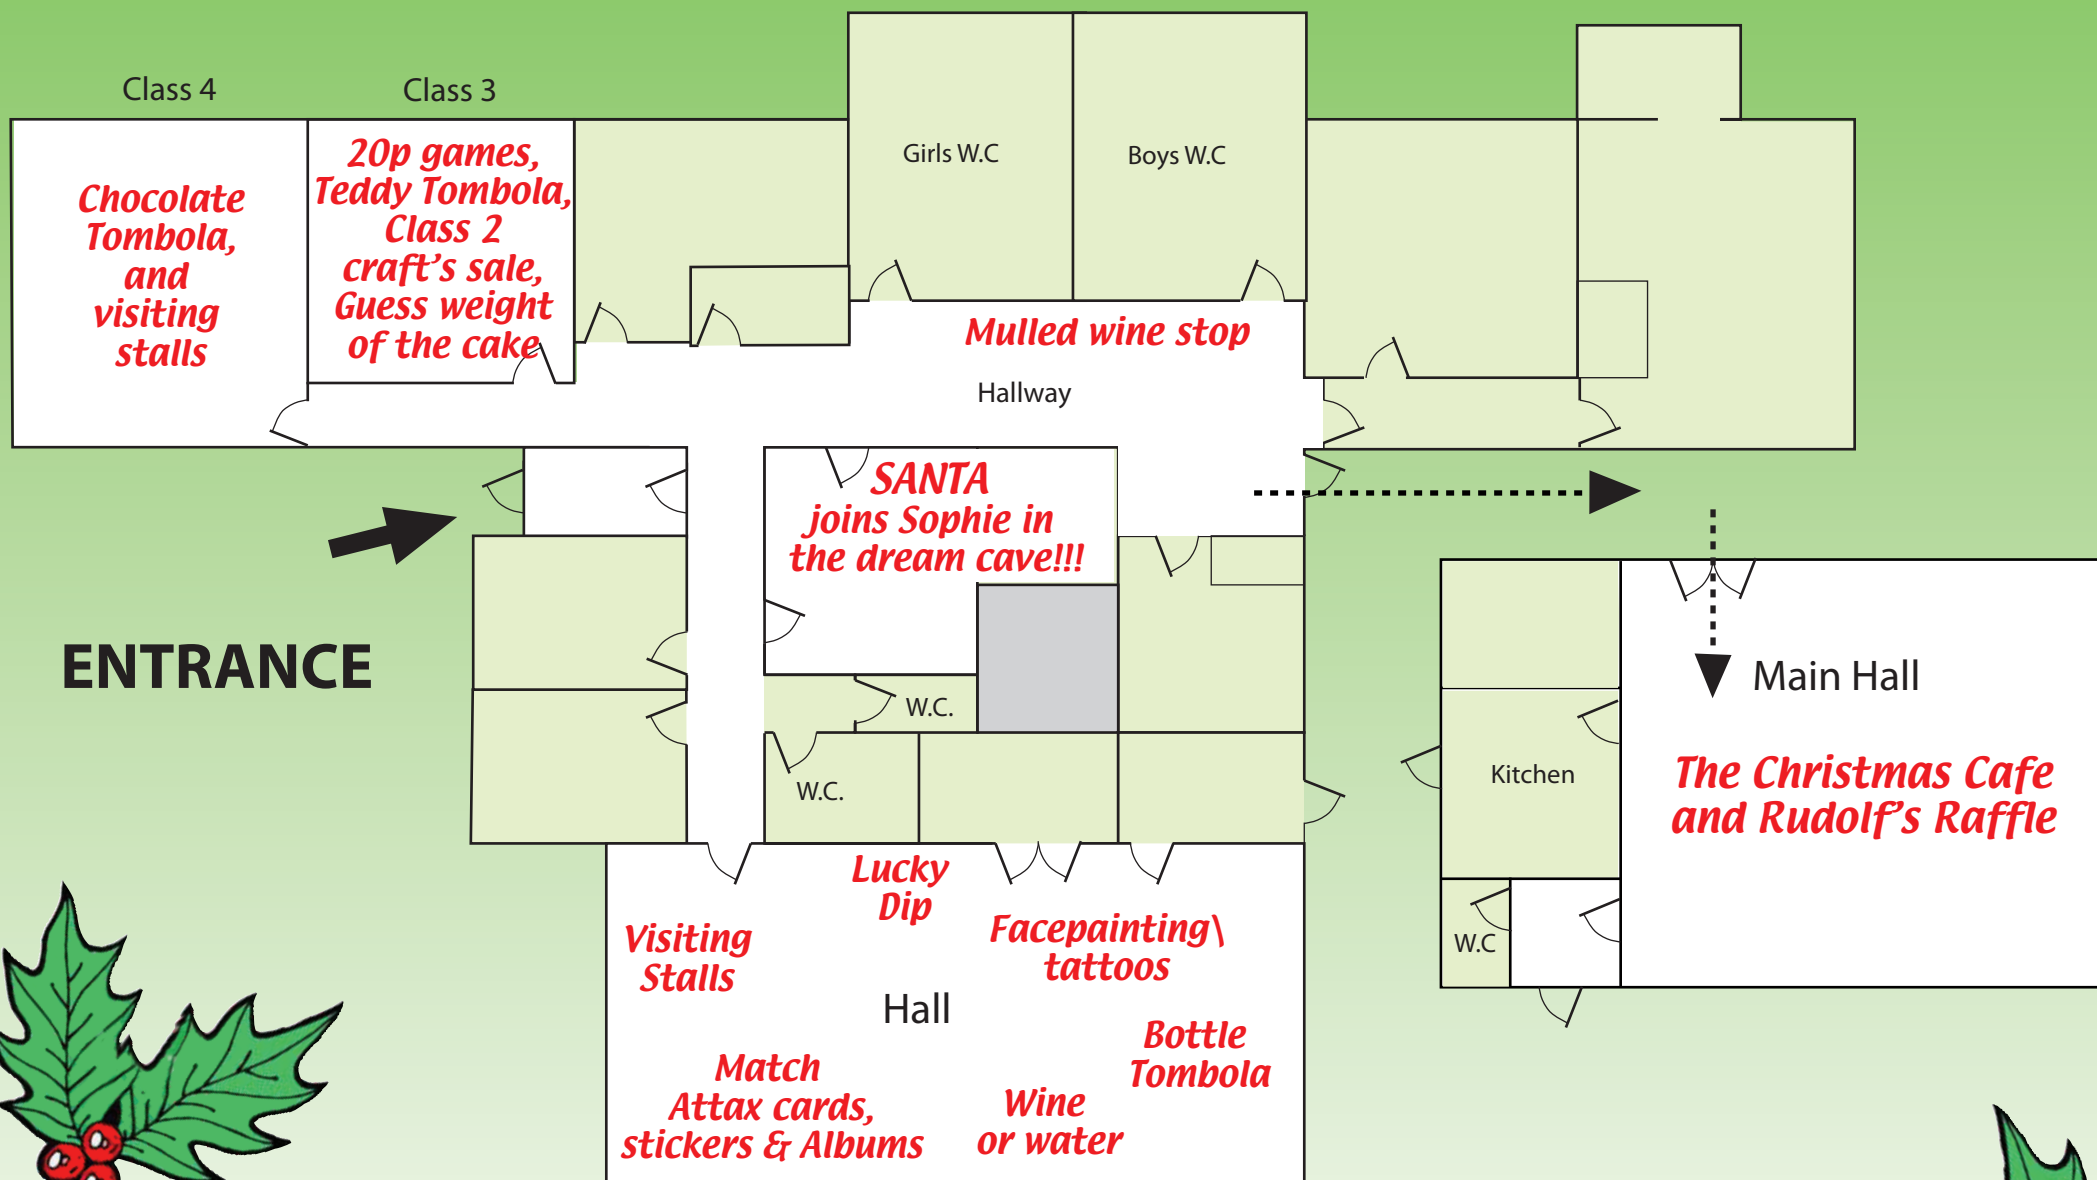 Class 4
Class 3
Chocolate
Tombola,
and
visiting
stalls
20p games,
Teddy Tombola,
Class 2
craft's sale,
Guess weight
of the cake
Girls W.C
Boys W.C
Mulled wine stop
Hallway
SANTA
joins Sophie in
the dream cave!!!
ENTRANCE
W.C.
W.C.
Main Hall
Kitchen
The Christmas Cafe
and Rudolf's Raffle
W.C
Lucky
Dip
Visiting
Stalls
Facepainting\
tattoos
Hall
Bottle
Tombola
Match
Attax cards,
stickers & Albums
Wine
or water